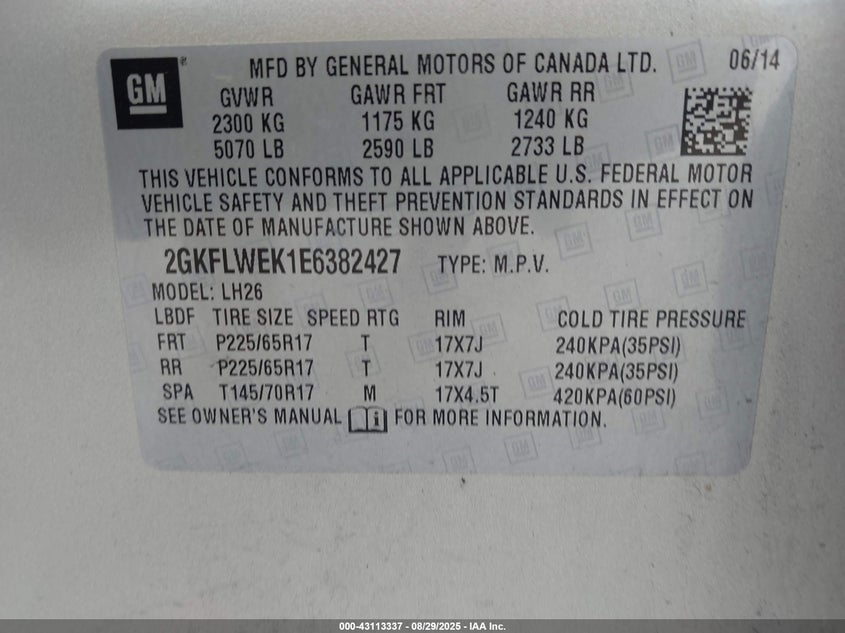 GM®
MFD BY GENERAL MOTORS OF CANADA LTD. 06/14
GVWR GAWR FRT GAWR RR
2300 KG 1175 KG 1240 KG
5070 LB 2590 LB 2733 LB
THIS VEHICLE CONFORMS TO ALL APPLICABLE U.S. FEDERAL MOTOR
VEHICLE SAFETY AND THEFT PREVENTION STANDARDS IN EFFECT ON
THE DATE OF MANUFACTURE SHOWN ABOVE.
2GKFLWEK1E6382427 TYPE: M.P.V.
MODEL: LH26
LBDF TIRE SIZE SPEED RTG RIM COLD TIRE PRESSURE
FRT P225/65R17 T 17X7J 240KPA(35PSI)
RR P225/65R17 T 17X7J 240KPA(35PSI)
SPA T145/70R17 M 17X4.5T 420KPA(60PSI)
SEE OWNER'S MANUAL FOR MORE INFORMATION.
000-43113337 - 08/29/2025 - IAA Inc.